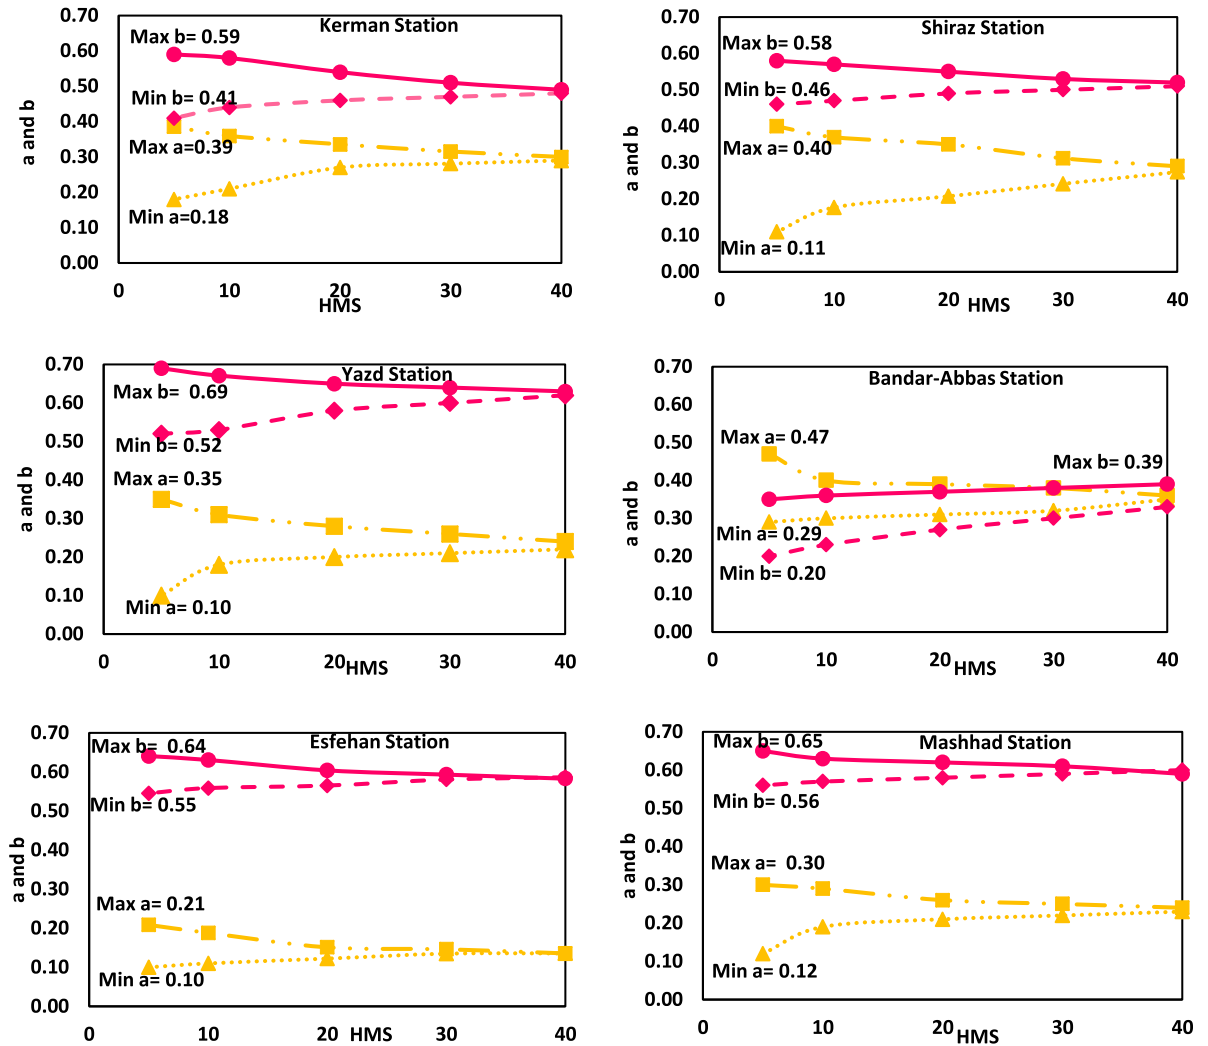 Kerman Station
0.70
0.60
0.50
0.40
0.30
0.20
0.10
0.00
a and b
Max b= 0.59
Min b= 0.41
Max a=0.39
Min a=0.18
0 10 20 30 40
HMS
Shiraz Station
0.70
0.60
0.50
0.40
0.30
0.20
0.10
0.00
a and b
Max b= 0.58
Min b= 0.46
Max a= 0.40
Min a= 0.11
0 10 20 30 40
HMS
Yazd Station
0.70
0.60
0.50
0.40
0.30
0.20
0.10
0.00
a and b
Max b=  0.69
Min b= 0.52
Max a= 0.35
Min a= 0.10
0 10 20 30 40
HMS
Bandar-Abbas Station
0.70
0.60
0.50
0.40
0.30
0.20
0.10
0.00
a and b
Max a= 0.47
Max b= 0.39
Min a= 0.29
Min b= 0.20
0 10 20 30 40
HMS
Esfehan Station
0.70
0.60
0.50
0.40
0.30
0.20
0.10
0.00
a and b
Max b=  0.64
Min b= 0.55
Max a= 0.21
Min a= 0.10
0 10 20 30 40
HMS
Mashhad Station
0.70
0.60
0.50
0.40
0.30
0.20
0.10
0.00
a and b
Max b= 0.65
Min b= 0.56
Max a=  0.30
Min a= 0.12
0 10 20 30 40
HMS